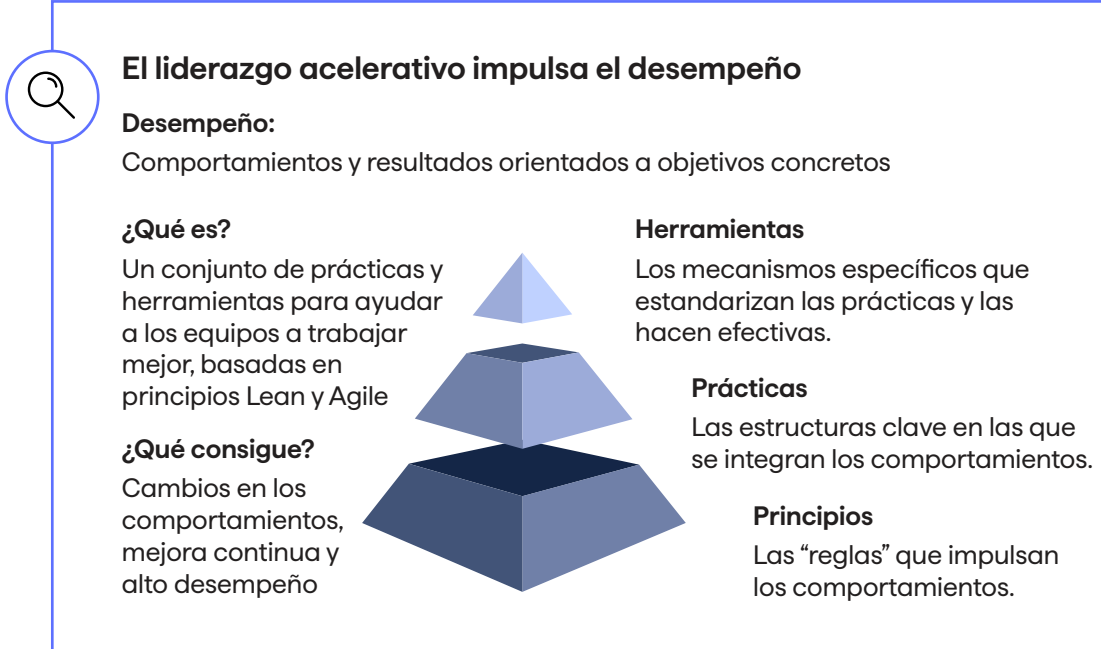 El liderazgo acelerativo impulsa el desempeño
Desempeño:
Comportamientos y resultados orientados a objetivos concretos
¿Qué es?
Un conjunto de prácticas y
herramientas para ayudar
a los equipos a trabajar
mejor, basadas en
principios Lean y Agile
¿Qué consigue?
Cambios en los
comportamientos,
mejora continua y
alto desempeño
Herramientas
Los mecanismos específicos que
estandarizan las prácticas y las
hacen efectivas.
Prácticas
Las estructuras clave en las que
se integran los comportamientos.
Principios
Las “reglas” que impulsan
los comportamientos.